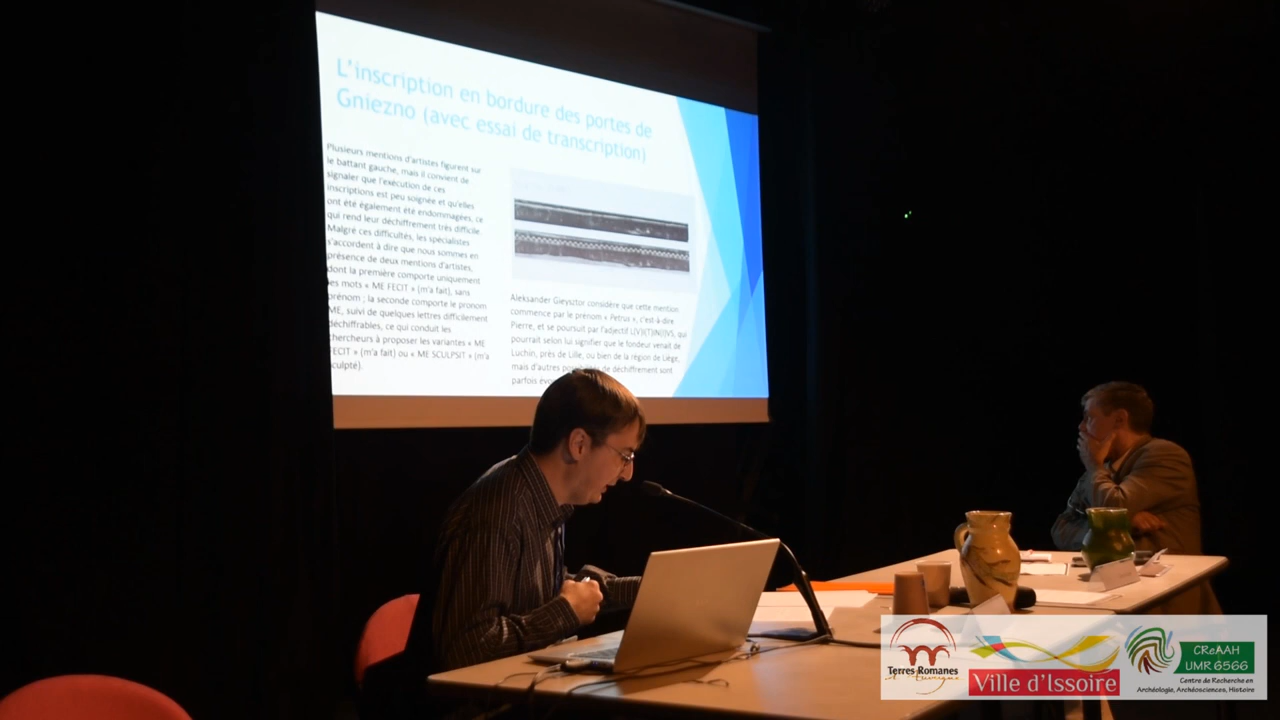 L'inscription en bordure des portes de
Gniezno (avec essai de transcription)
Plusieurs mentions d'artistes figurent sur
le battant gauche, mais il convient de
signaler que l'exécution de ces
inscriptions est peu soignée et qu'elles
ont été également été endommagées, ce
qui rend leur déchiffrement très difficile.
Malgré ces difficultés, les spécialistes
s'accordent à dire que nous sommes en
présence de deux mentions d'artistes,
dont la première comporte uniquement
les mots « ME FECIT » (m'a fait), sans
prénom ; la seconde comporte le pronom
ME, suivi de quelques lettres difficilement
déchiffrables, ce qui conduit les
chercheurs à proposer les variantes « ME
FECIT » (m'a fait) ou « ME SCULPSIT » (m'a
sculpté).
Aleksander Gieysztor considère que cette mention
commence par le prénom « Petrus », c'est-à-dire
Pierre, et se poursuit par l'adjectif qui
pourrait selon lui signifier que le fondeur venait de
Luchin, près de Lille, ou bien de la région de Liège,
mais d'autres de déchiffrement sont
parfois
Terres Romanes
d'Auvergne
Ville d'Issoire
CReAAH
UMR 6566
Centre de Recherche en
Archéologie, Archéosciences, Histoire